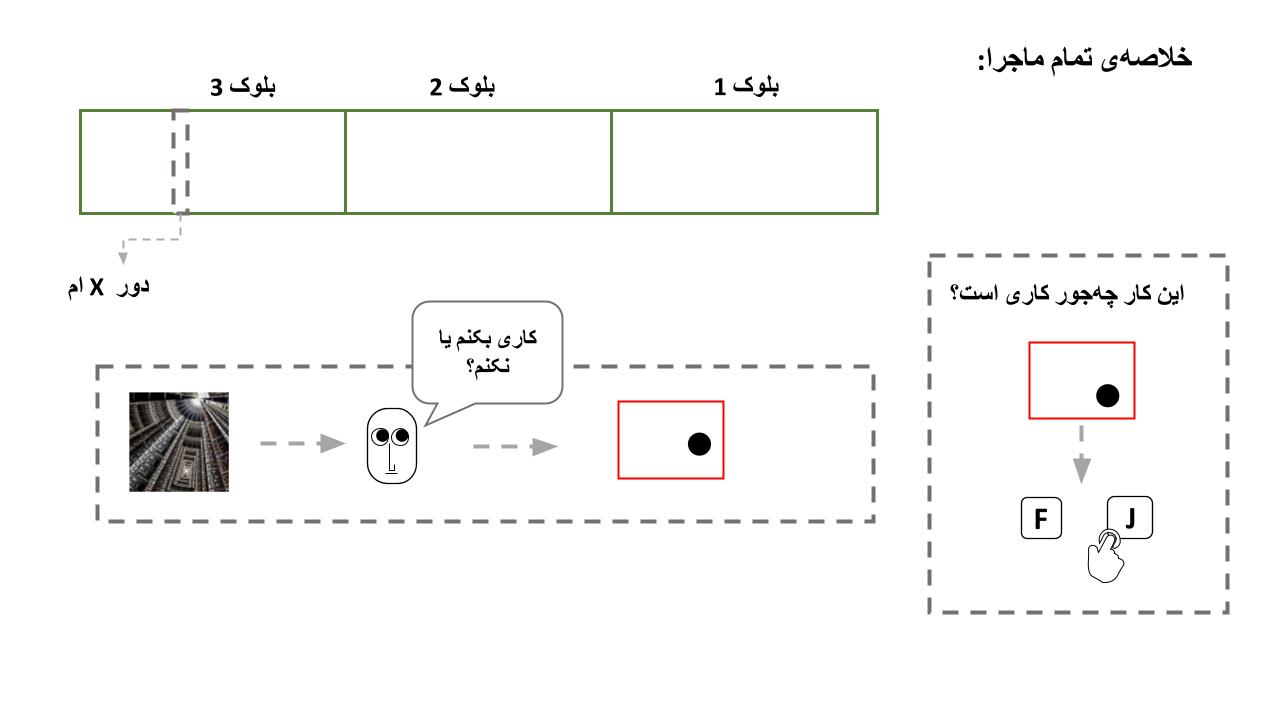 خلاصه‌ی تمام ماجرا:
بلوک 1
بلوک 2
بلوک 3
دور X ام
کاری بکنم یا
نکنم؟
این کار چه‌جور کاری است؟
F
J